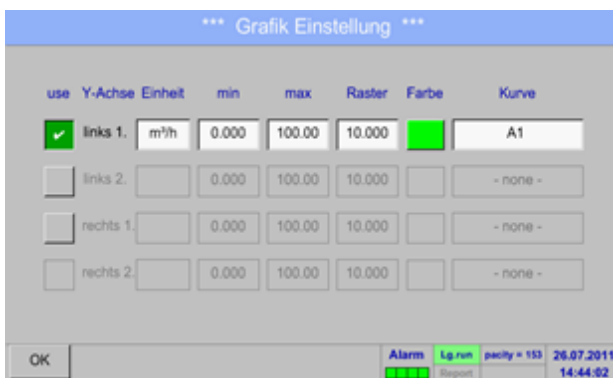 *** Grafik Einstellung ***
use Y-Achse Einheit min max Raster Farbe Kurve
links 1. m³/h 0.000 100.00 10.000 A1
links 2. 0.000 100.00 10.000 - none -
rechts 1. 0.000 100.00 10.000 - none -
rechts 2. 0.000 100.00 10.000 - none -
OK Alarm Lg.run pacity = 153 26.07.2011
Report 14:44:02